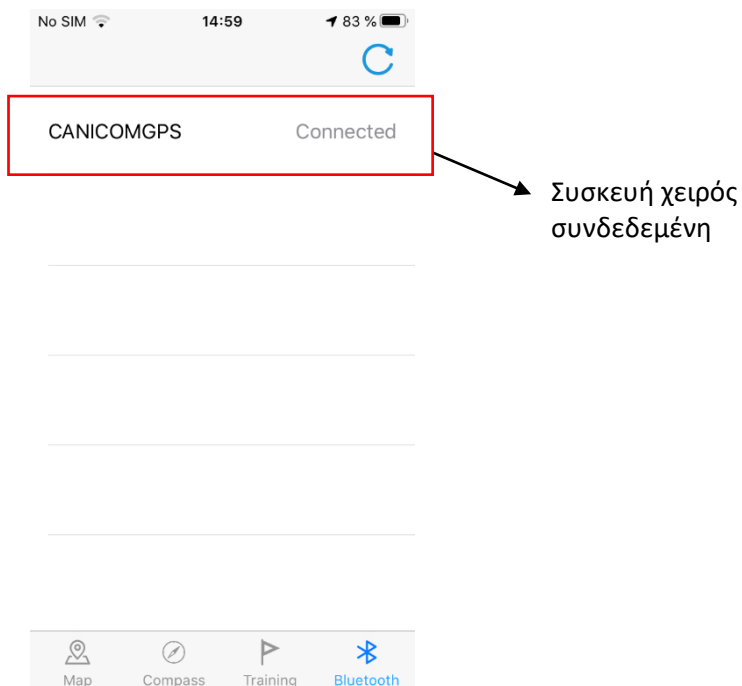 No SIM 14:59 83 %
CANICOMGPS Connected
Συσκευή χειρός
συνδεδεμένη
Map Compass Training Bluetooth